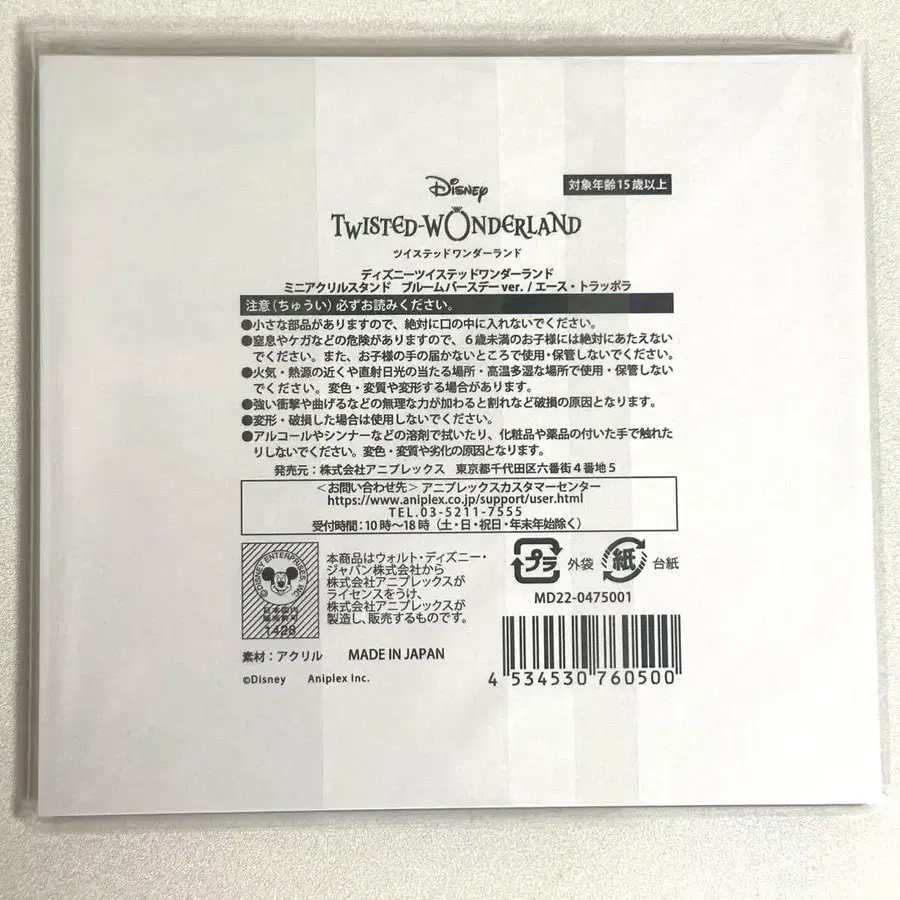 Disney
対象年齢15歳以上
TWISTED-WONDERLAND
ツイステッドワンダーランド
ディズニーツイステッドワンダーランド
ミニアクリルスタンド ブルームバースデーver. / エース・トラッポラ
注意（ちゅうい）必ずお読みください。
●小さな部品がありますので、絶対に口の中に入れないでください。
●窒息やケガなどの危険がありますので、６歳未満のお子様には絶対にあたえない
でください。また、お子様の手の届かないところで使用・保管しないでください。
●火気・熱源の近くや直射日光の当たる場所・高温多湿な場所で使用・保管しない
でください。変色・変質や変形する場合があります。
●強い衝撃や曲げるなどの無理な力が加わると割れなど破損の原因となります。
●変形・破損した場合は使用しないでください。
●アルコールやシンナーなどの溶剤で拭いたり、化粧品や薬品の付いた手で触れた
りしないでください。変色・変質や劣化の原因となります。
発売元：株式会社アニプレックス 東京都千代田区六番街４番地５
＜お問い合わせ先＞アニプレックスカスタマーセンター
https://www.aniplex.co.jp/support/user.html
TEL.03-5211-7555
受付時間：10時～18時（土・日・祝日・年末年始除く）
©DISNEY ENTERPRISES, INC.
日本国内
販売許可
1428
本商品はウォルト・ディズニー・
ジャパン株式会社から
株式会社アニプレックスが
ライセンスをうけ、
株式会社アニプレックスが
製造し、販売するものです。
プラ 外袋 紙 台紙
MD22-0475001
素材：アクリル MADE IN JAPAN
©Disney Aniplex Inc.
4 534530 760500